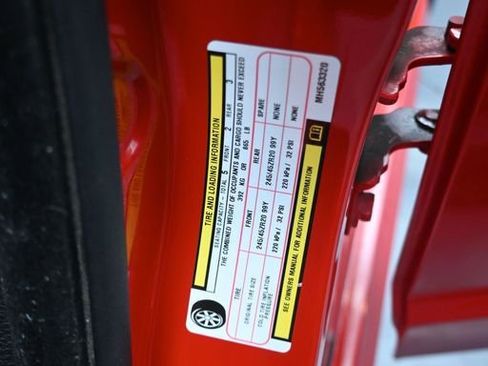 TIRE AND LOADING INFORMATION
SEATING CAPACITY - TOTAL 5 FRONT 2 REAR 3
THE COMBINED WEIGHT OF OCCUPANTS AND CARGO SHOULD NEVER EXCEED
392 KG OR 865 LB
TIRE FRONT REAR SPARE
ORIGINAL TIRE SIZE 245/45ZR20 99Y 245/45ZR20 99Y NONE
COLD TIRE INFLATION PRESSURE 220 kPa / 32 PSI 220 kPa / 32 PSI NONE
SEE OWNERS MANUAL FOR ADDITIONAL INFORMATION
MH563320